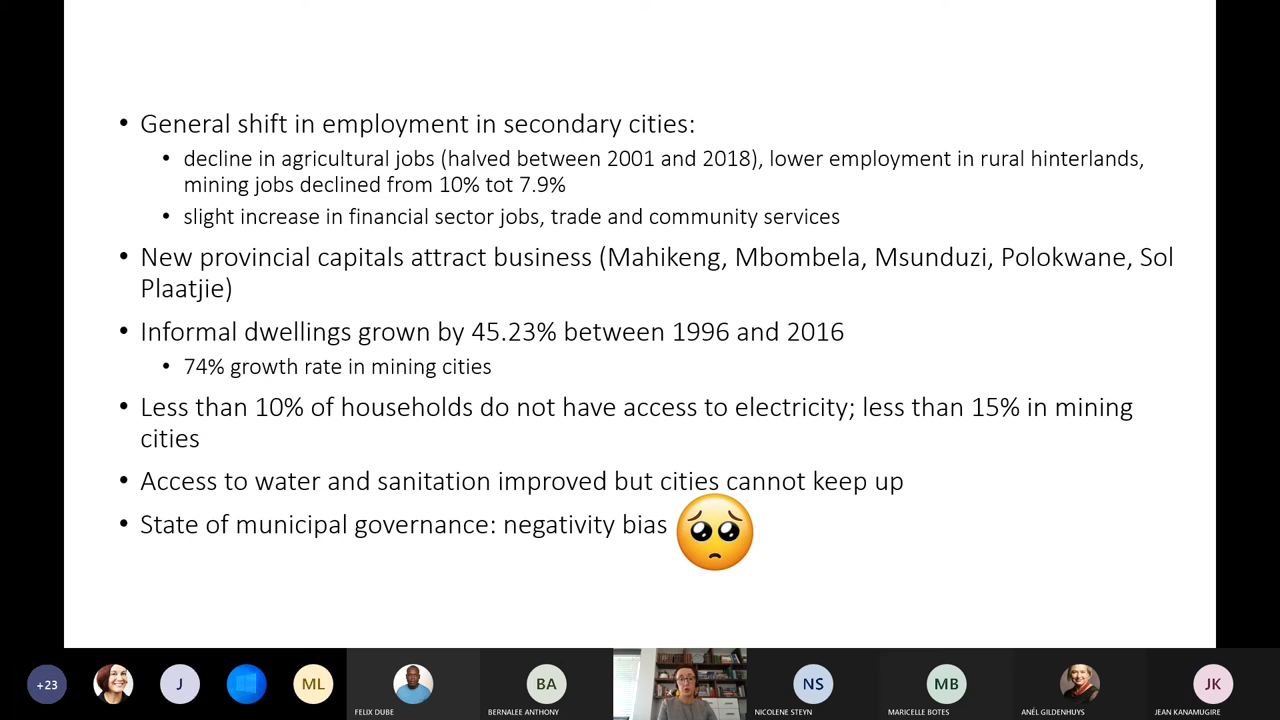 • General shift in employment in secondary cities:
• decline in agricultural jobs (halved between 2001 and 2018), lower employment in rural hinterlands,
mining jobs declined from 10% tot 7.9%
• slight increase in financial sector jobs, trade and community services
• New provincial capitals attract business (Mahikeng, Mbombela, Msunduzi, Polokwane, Sol
Plaatjie)
• Informal dwellings grown by 45.23% between 1996 and 2016
• 74% growth rate in mining cities
• Less than 10% of households do not have access to electricity; less than 15% in mining
cities
• Access to water and sanitation improved but cities cannot keep up
• State of municipal governance: negativity bias
+23 J ML BA NS MB JK
FELIX DUBE BERNALEE ANTHONY NICOLENE STEYN MARICELLE BOTES ANÉL GILDENHUYS JEAN KANAMUGIRE